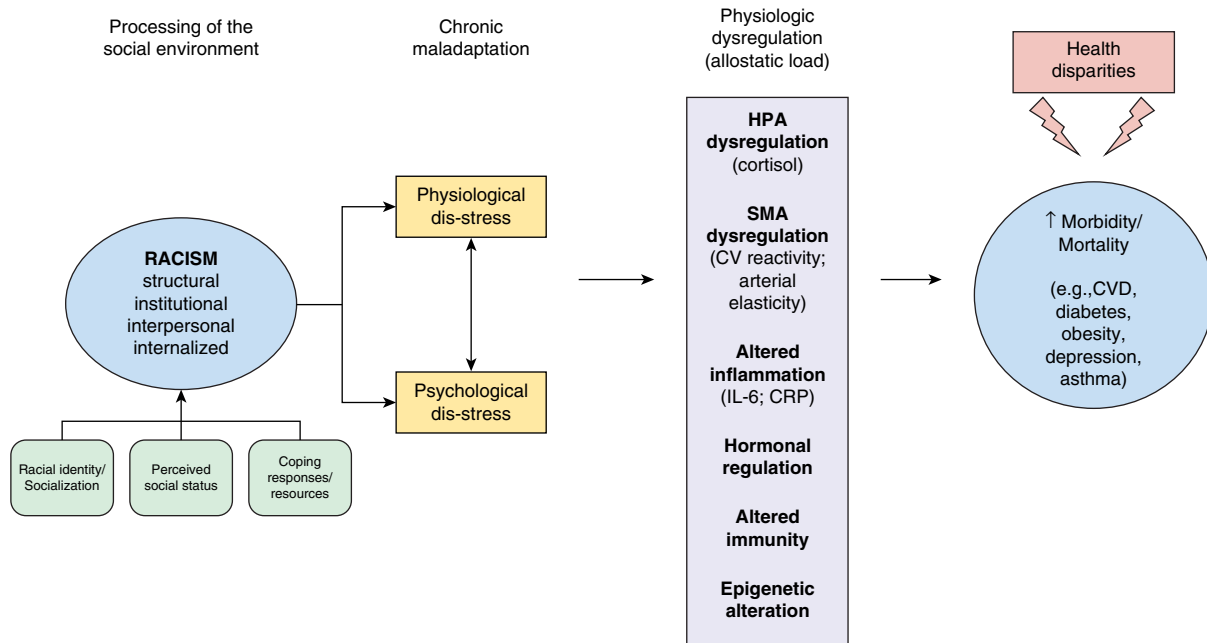 Processing of the
social environment
Chronic
maladaptation
Physiologic
dysregulation
(allostatic load)
Health
disparities
RACISM
structural
institutional
interpersonal
internalized
Racial identity/
Socialization
Perceived
social status
Coping
responses/
resources
Physiological
dis-stress
Psychological
dis-stress
HPA
dysregulation
(cortisol)
SMA
dysregulation
(CV reactivity;
arterial
elasticity)
Altered
inflammation
(IL-6; CRP)
Hormonal
regulation
Altered
immunity
Epigenetic
alteration
↑ Morbidity/
Mortality
(e.g.,CVD,
diabetes,
obesity,
depression,
asthma)